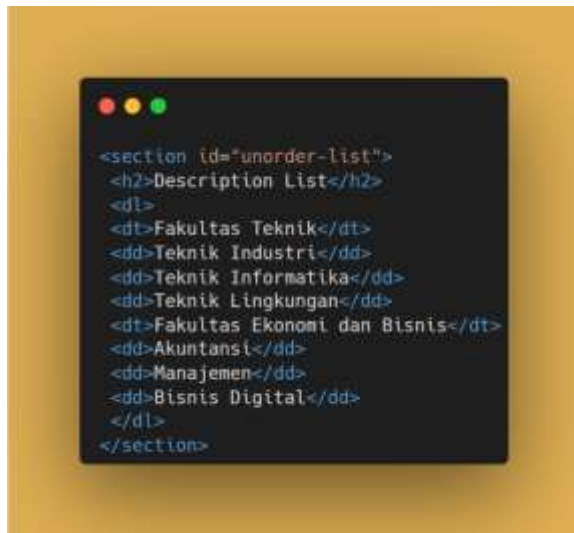 <section id="unorder-list">
<h2>Description List</h2>
<dl>
<dt>Fakultas Teknik</dt>
<dd>Teknik Industri</dd>
<dd>Teknik Informatika</dd>
<dd>Teknik Lingkungan</dd>
<dt>Fakultas Ekonomi dan Bisnis</dt>
<dd>Akuntansi</dd>
<dd>Manajemen</dd>
<dd>Bisnis Digital</dd>
</dl>
</section>